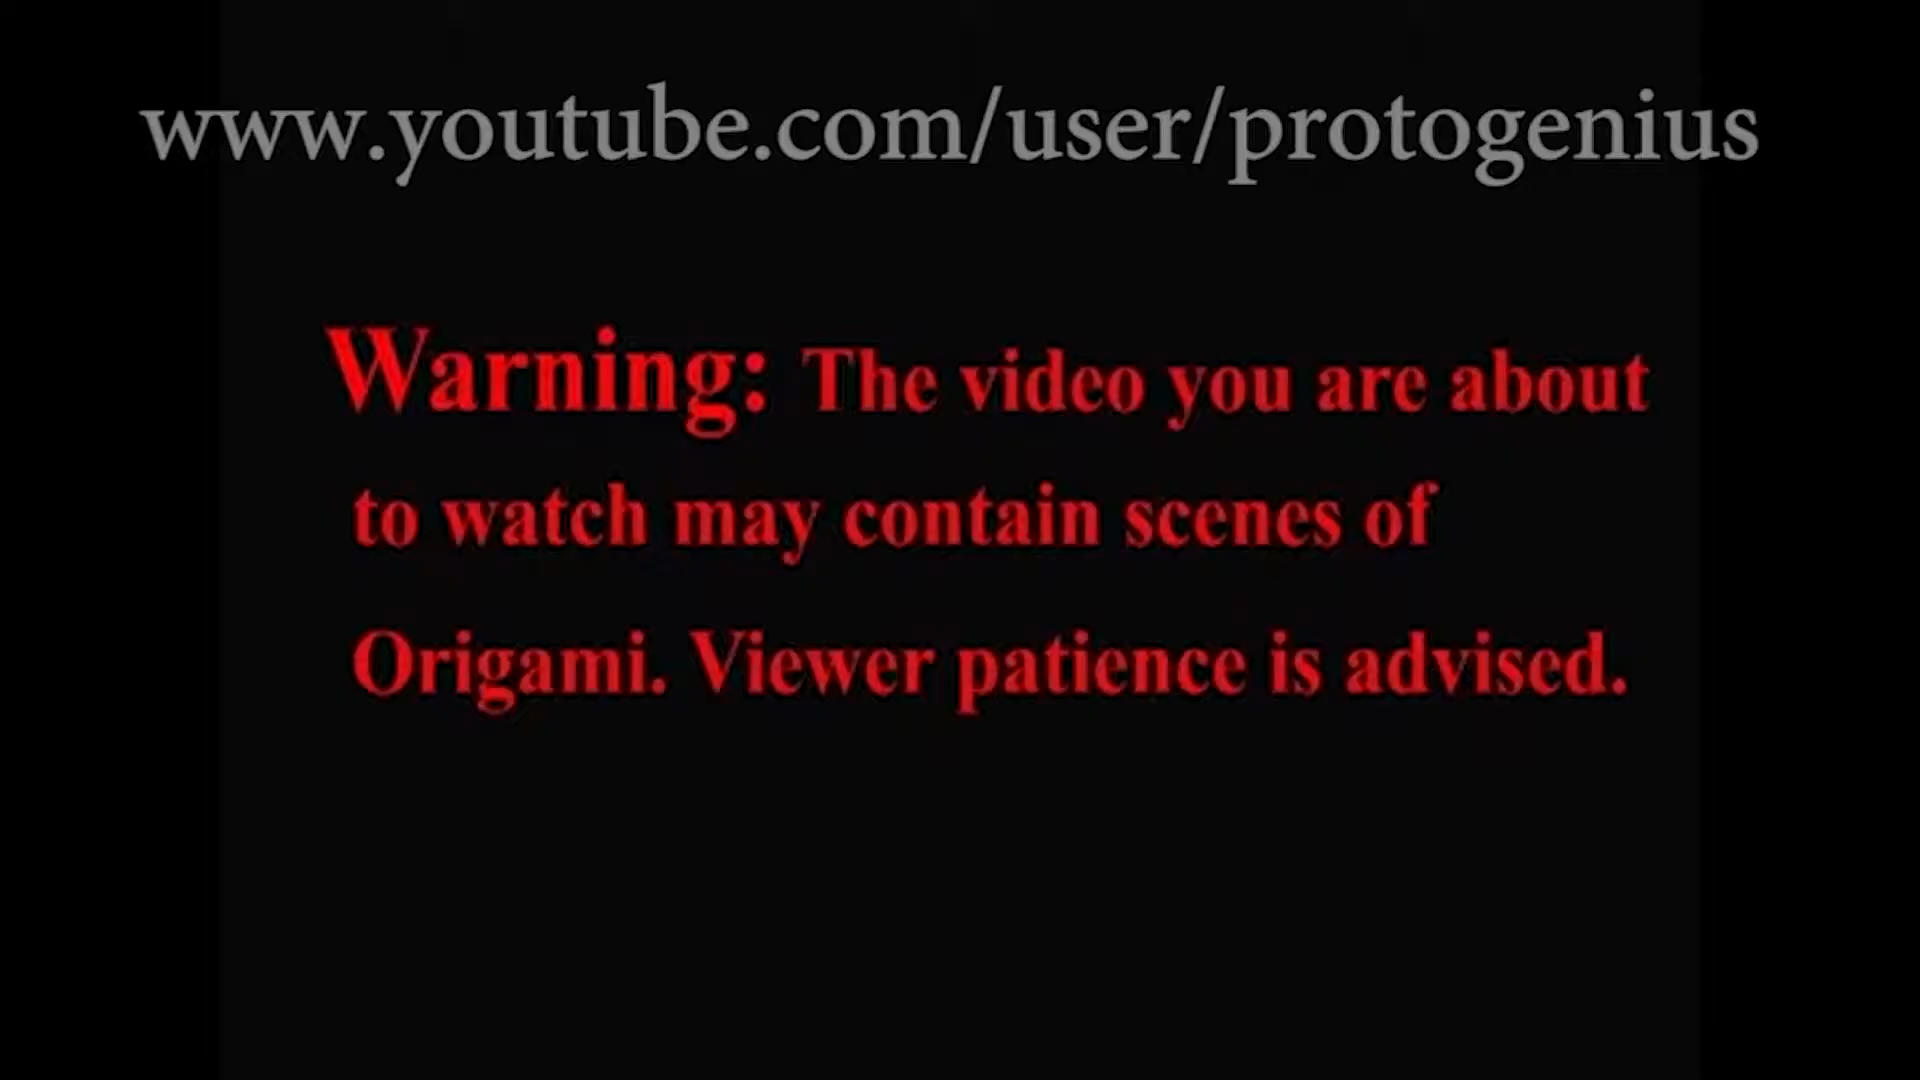 www.youtube.com/user/protogenius
Warning: The video you are about
to watch may contain scenes of
Origami. Viewer patience is advised.